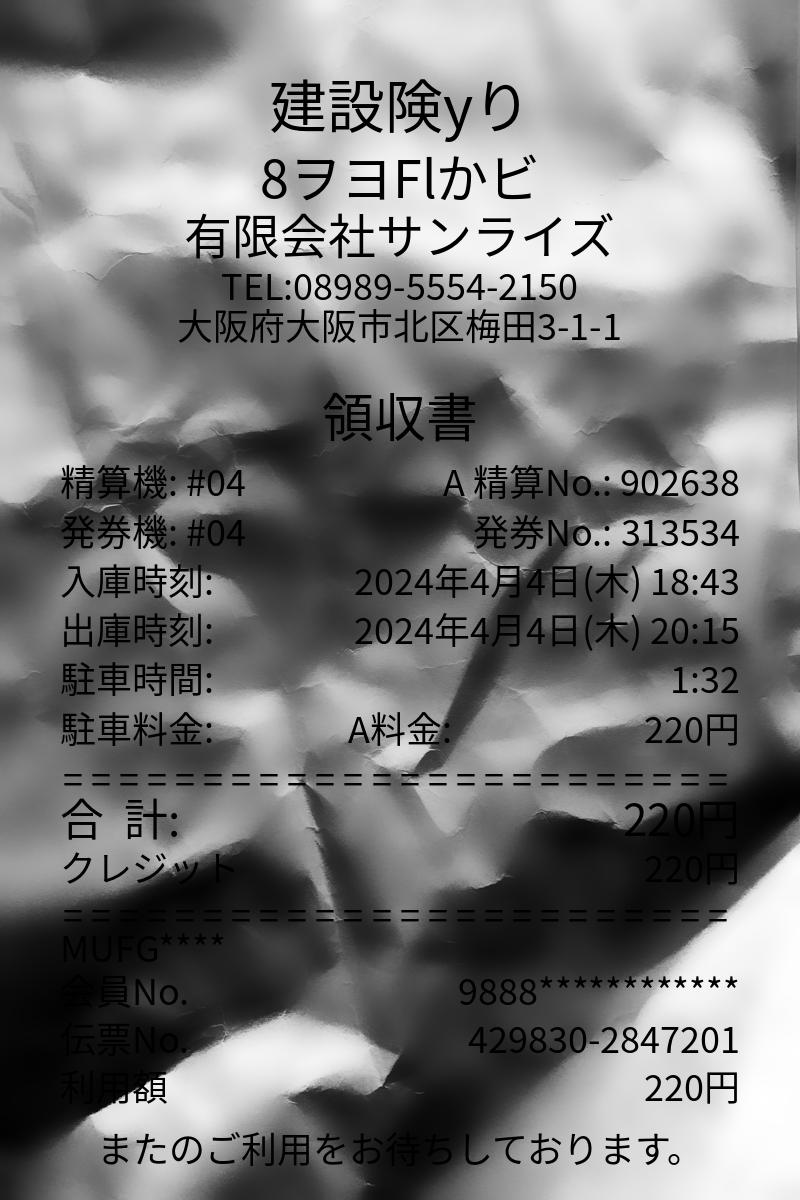 建設険yり
8ヲヨFlかビ
有限会社サンライズ
TEL:08989-5554-2150
大阪府大阪市北区梅田3-1-1
領収書
精算機: #04 A 精算No.: 902638
発券機: #04 発券No.: 313534
入庫時刻: 2024年4月4日(木) 18:43
出庫時刻: 2024年4月4日(木) 20:15
駐車時間: 1:32
駐車料金: A料金: 220円
========================
合 計: 220円
クレジット 220円
========================
MUFG****
会員No. 9888************
伝票No. 429830-2847201
利用額 220円
またのご利用をお待ちしております。